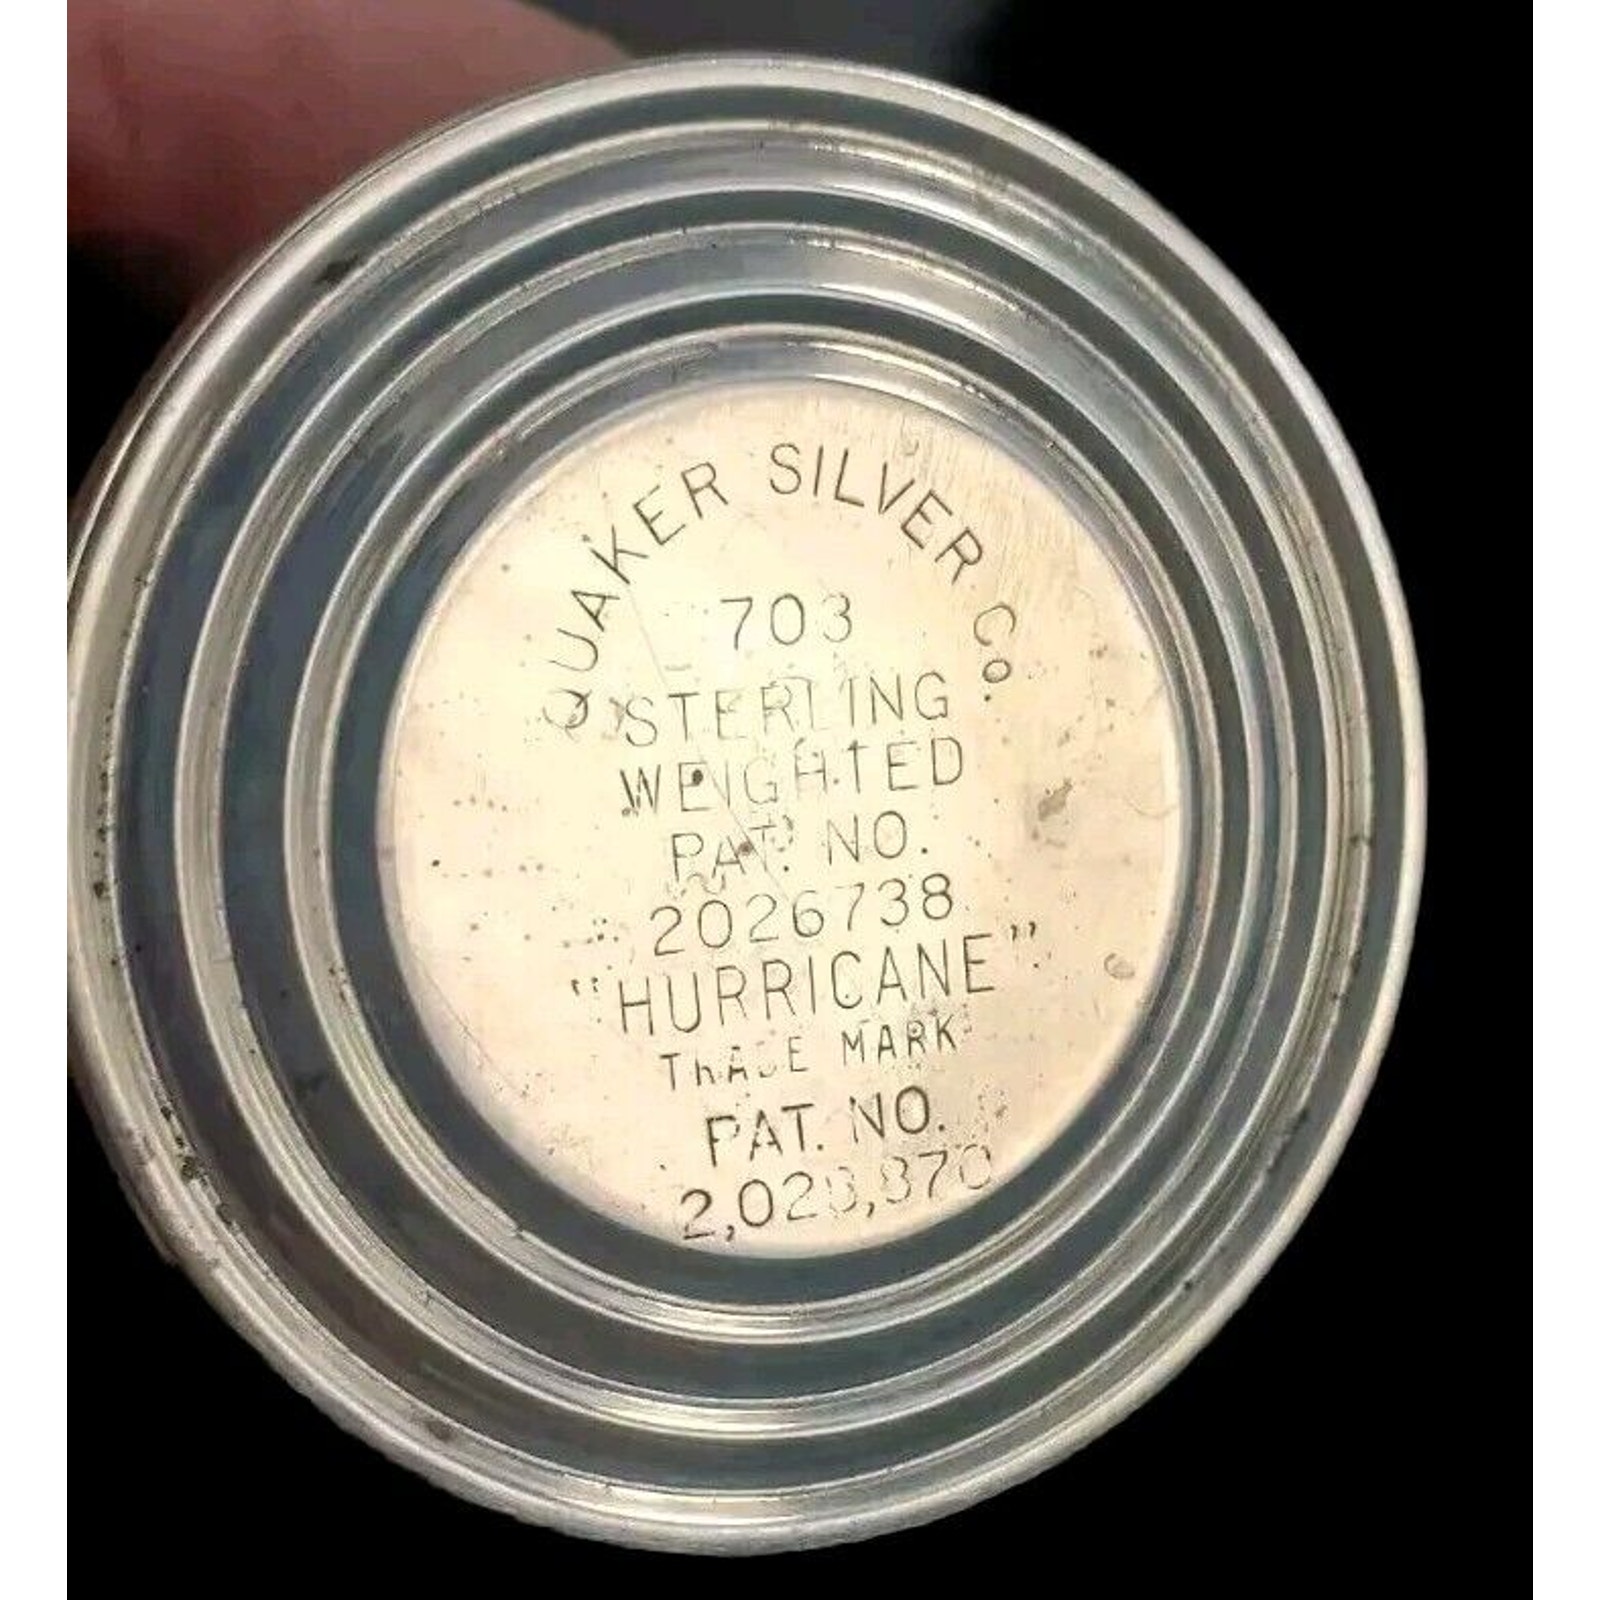 QUAKER SILVER Co.
703
STERLING
WEIGHTED
PAT. NO.
2026738
"HURRICANE"
TRADE MARK
PAT. NO.